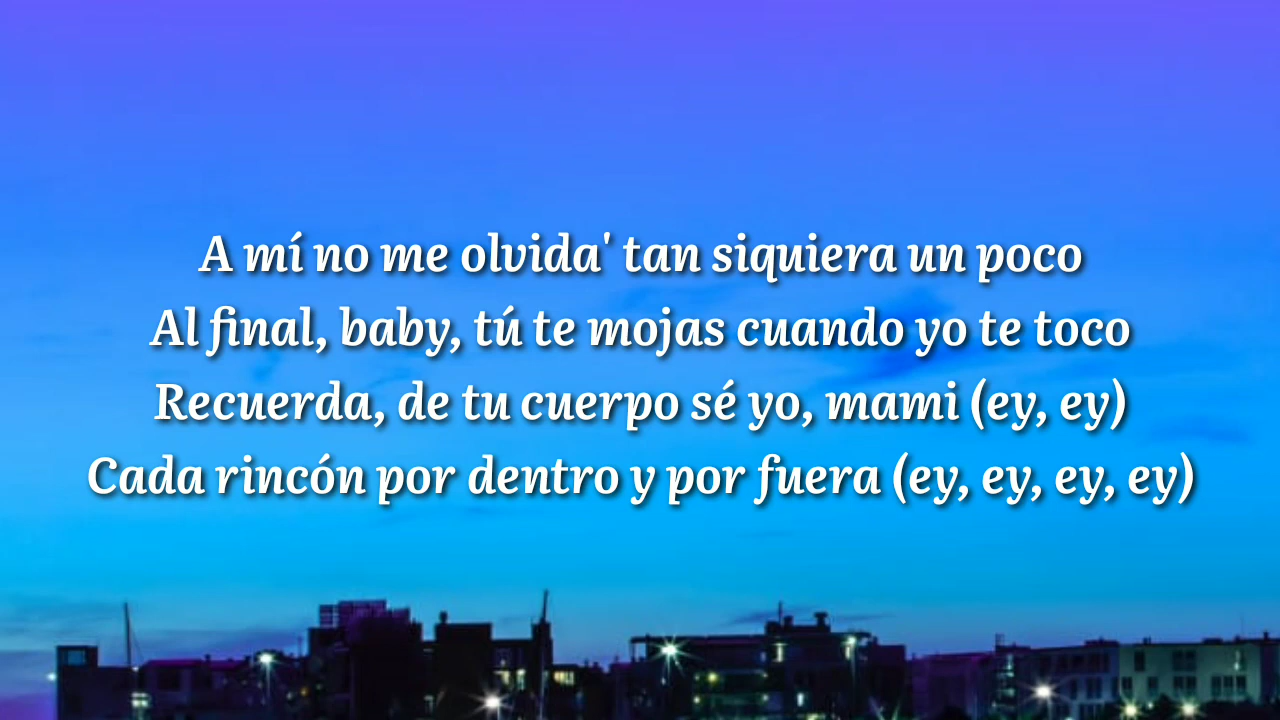 A mí no me olvida' tan siquiera un poco
Al final, baby, tú te mojas cuando yo te toco
Recuerda, de tu cuerpo sé yo, mami (ey, ey)
Cada rincón por dentro y por fuera (ey, ey, ey, ey)